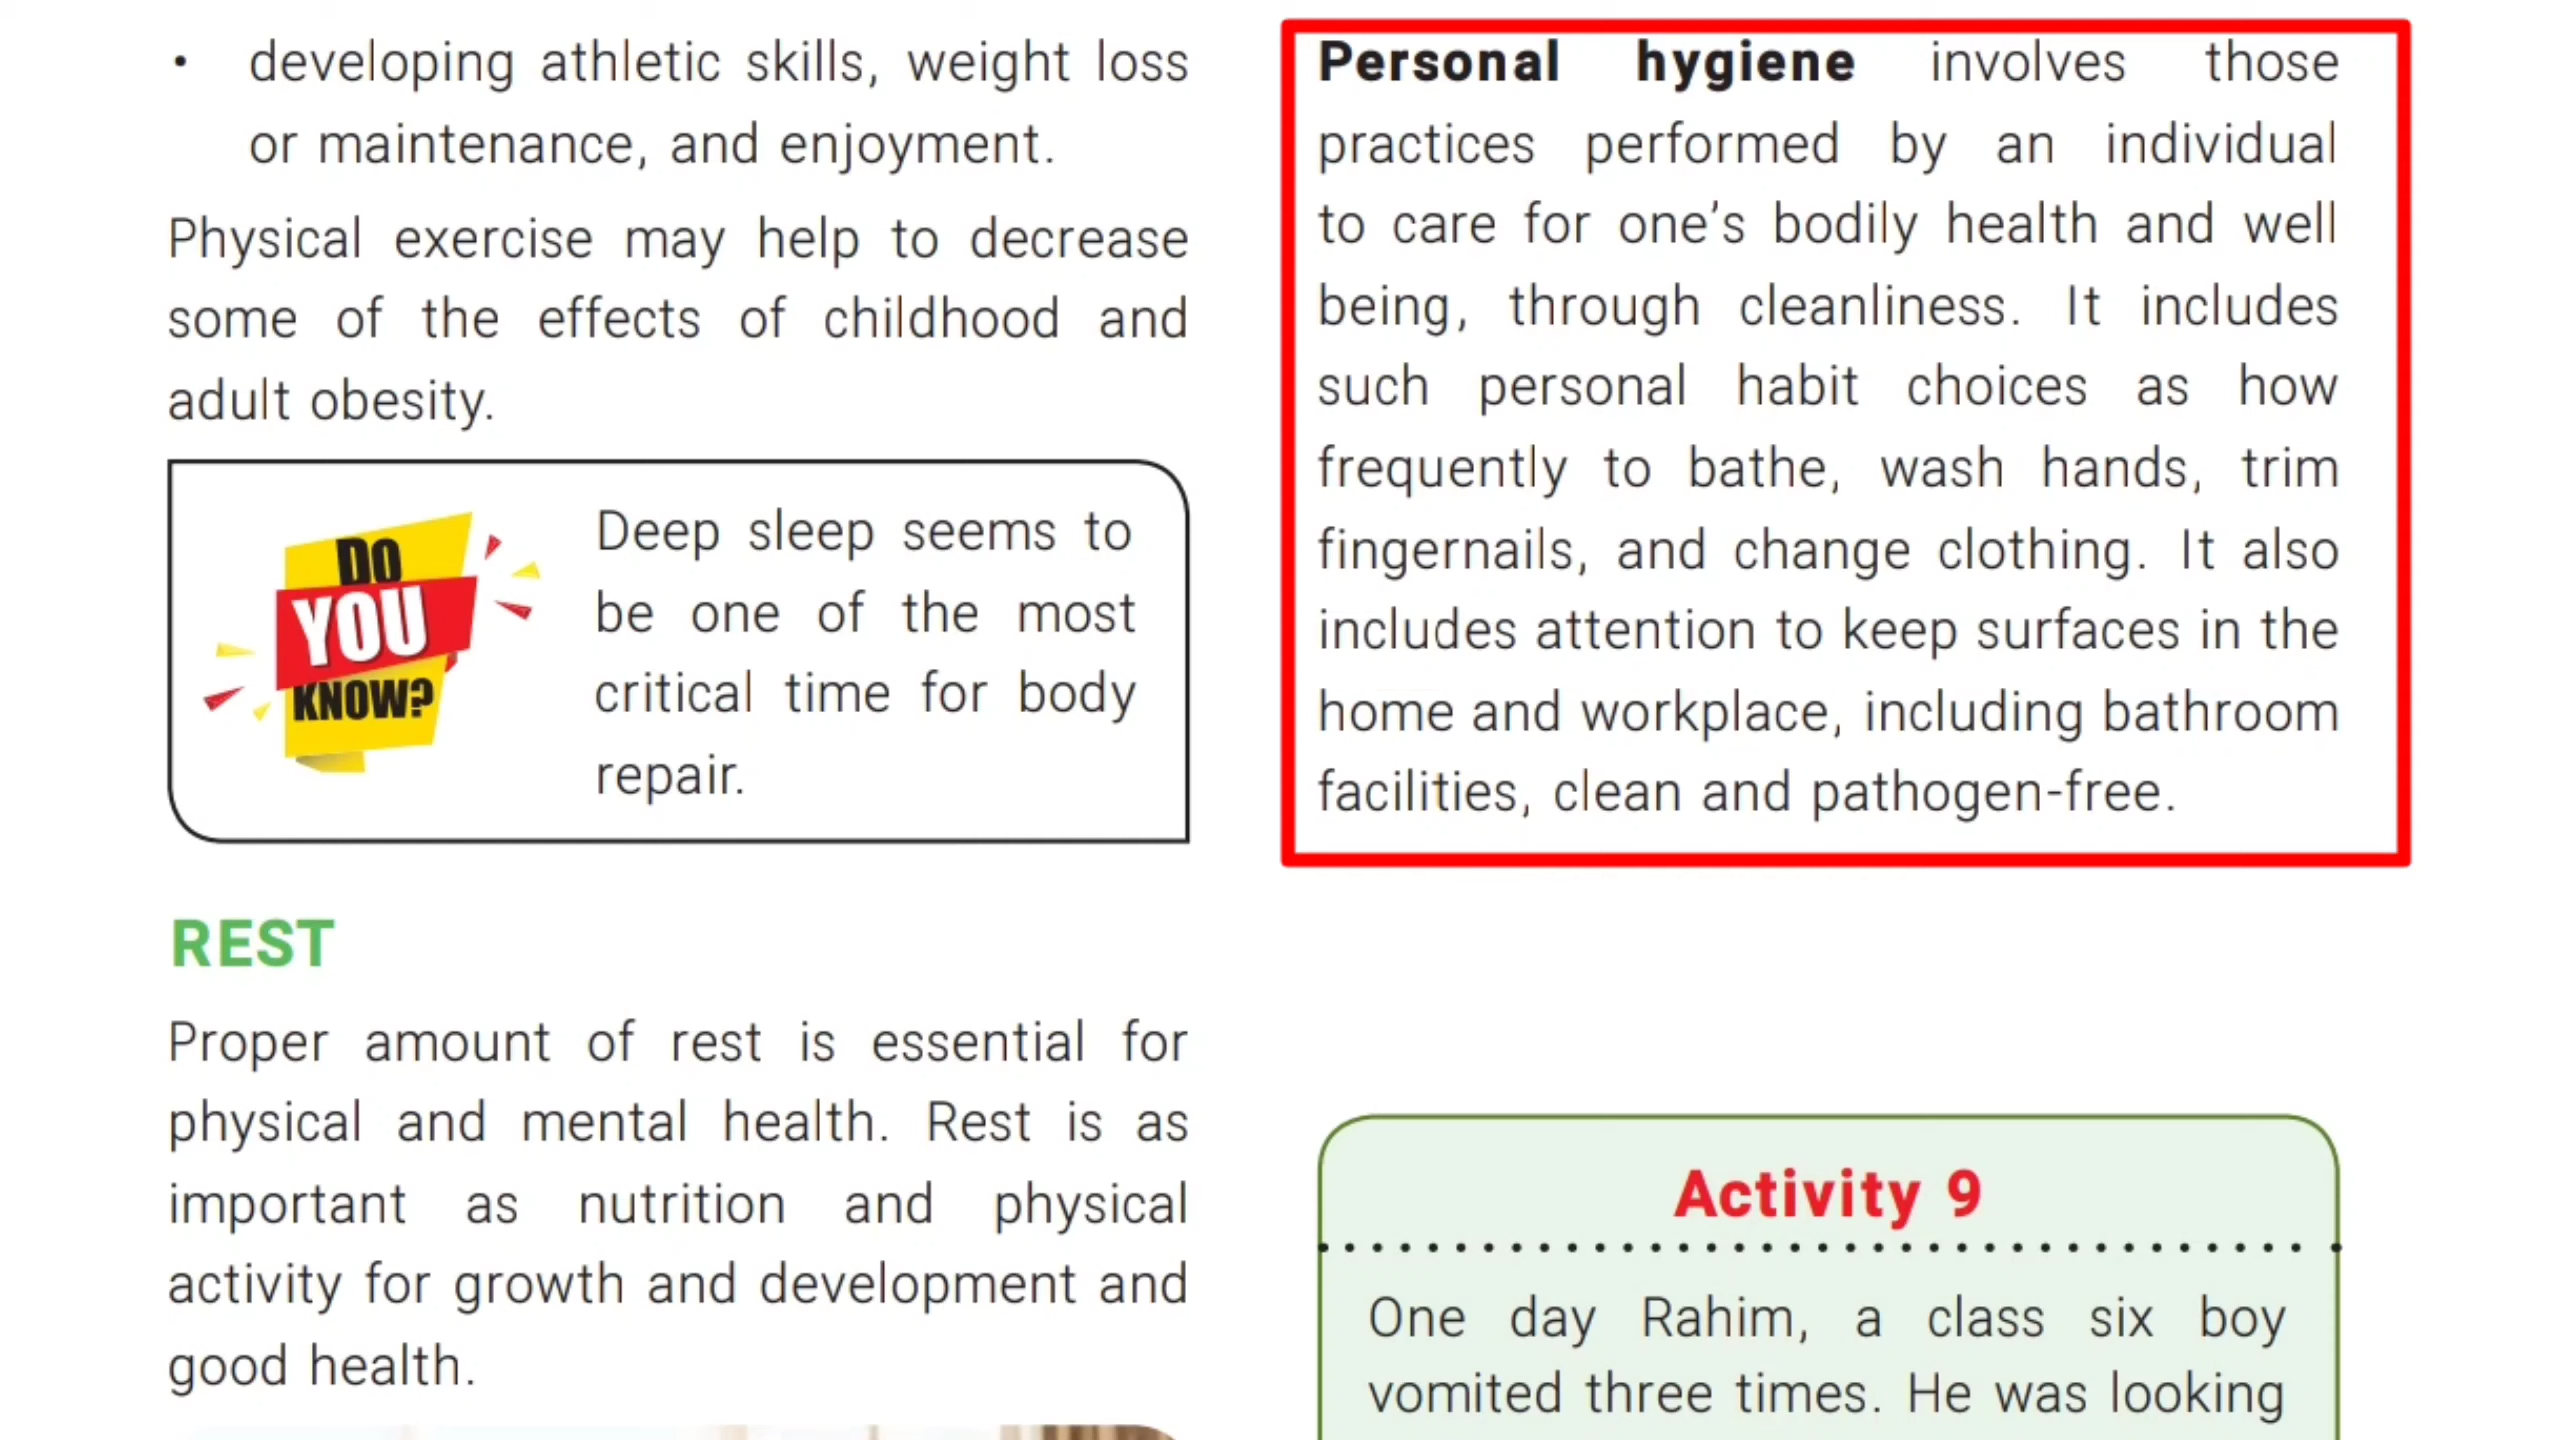 • developing athletic skills, weight loss
or maintenance, and enjoyment.
Physical exercise may help to decrease
some of the effects of childhood and
adult obesity.
DO
YOU
KNOW?
Deep sleep seems to
be one of the most
critical time for body
repair.
REST
Proper amount of rest is essential for
physical and mental health. Rest is as
important as nutrition and physical
activity for growth and development and
good health.
Personal hygiene involves those
practices performed by an individual
to care for one’s bodily health and well
being, through cleanliness. It includes
such personal habit choices as how
frequently to bathe, wash hands, trim
fingernails, and change clothing. It also
includes attention to keep surfaces in the
home and workplace, including bathroom
facilities, clean and pathogen-free.
Activity 9
One day Rahim, a class six boy
vomited three times. He was looking